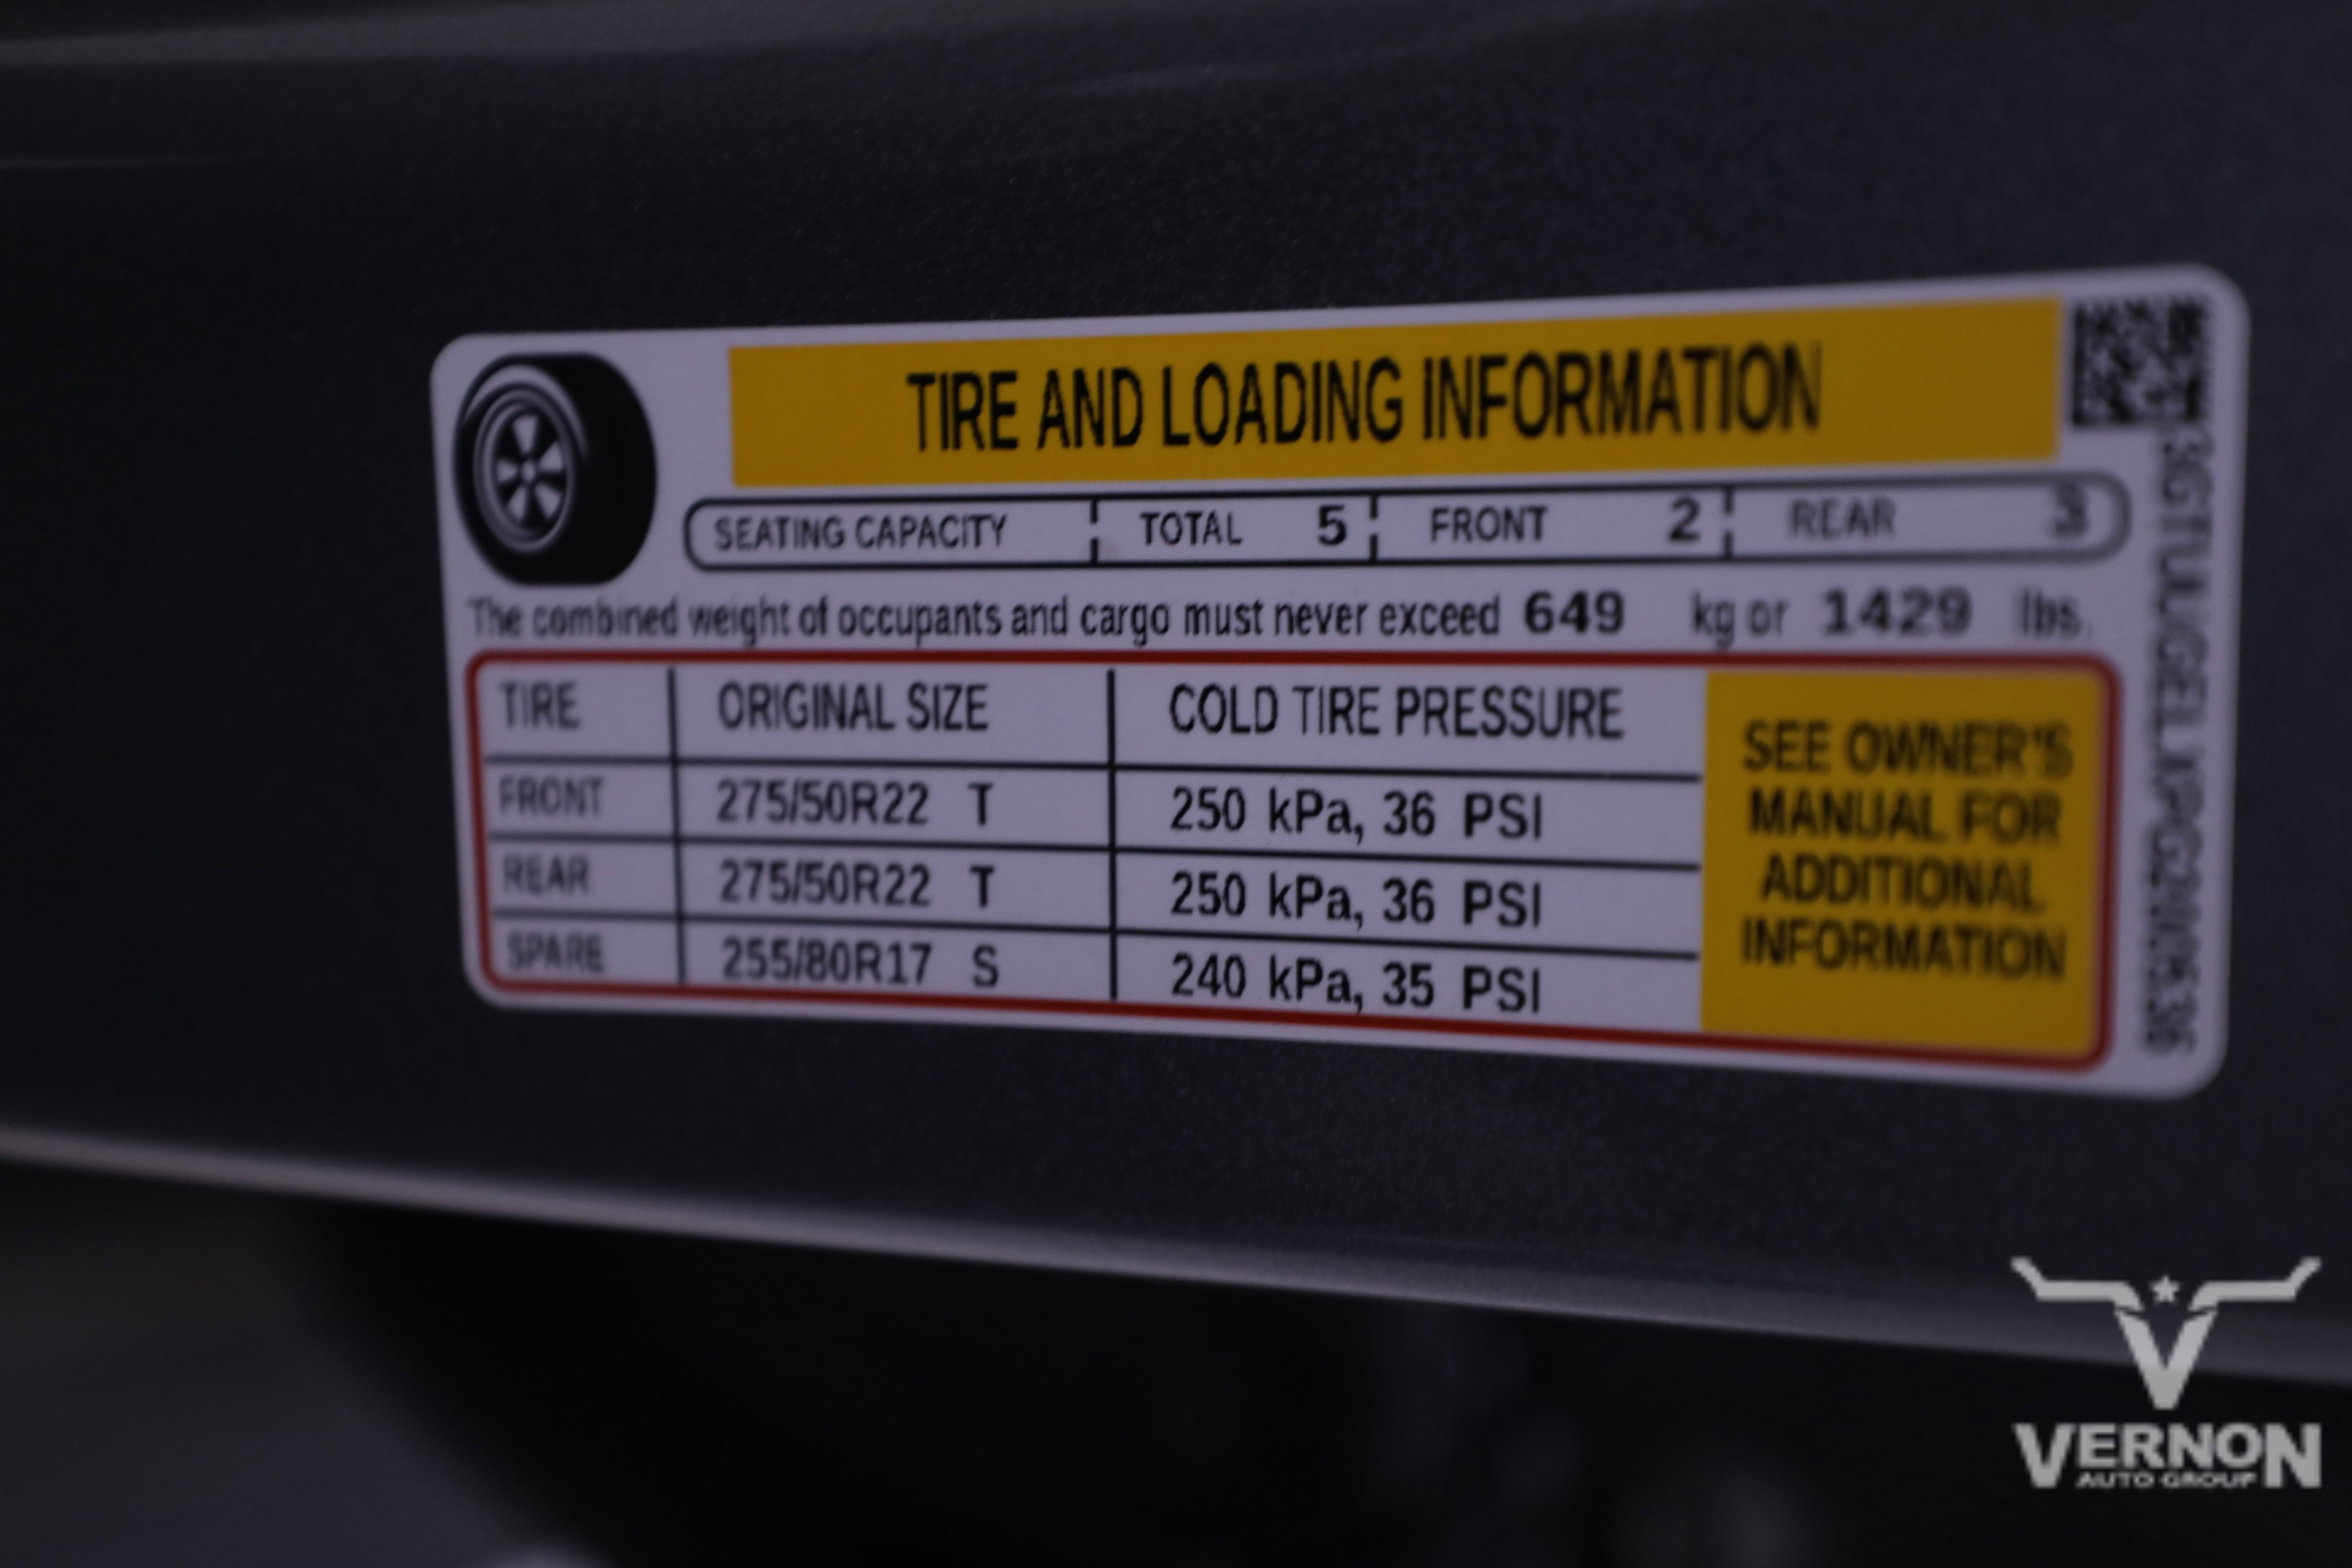 TIRE AND LOADING INFORMATION
SEATING CAPACITY TOTAL 5 FRONT 2 REAR 3
The combined weight of occupants and cargo must never exceed 649 kg or 1429 lbs.
TIRE ORIGINAL SIZE COLD TIRE PRESSURE
FRONT 275/50R22 T 250 kPa, 36 PSI
REAR 275/50R22 T 250 kPa, 36 PSI
SPARE 255/80R17 S 240 kPa, 35 PSI
SEE OWNER'S
MANUAL FOR
ADDITIONAL
INFORMATION
VERNON
AUTO GROUP